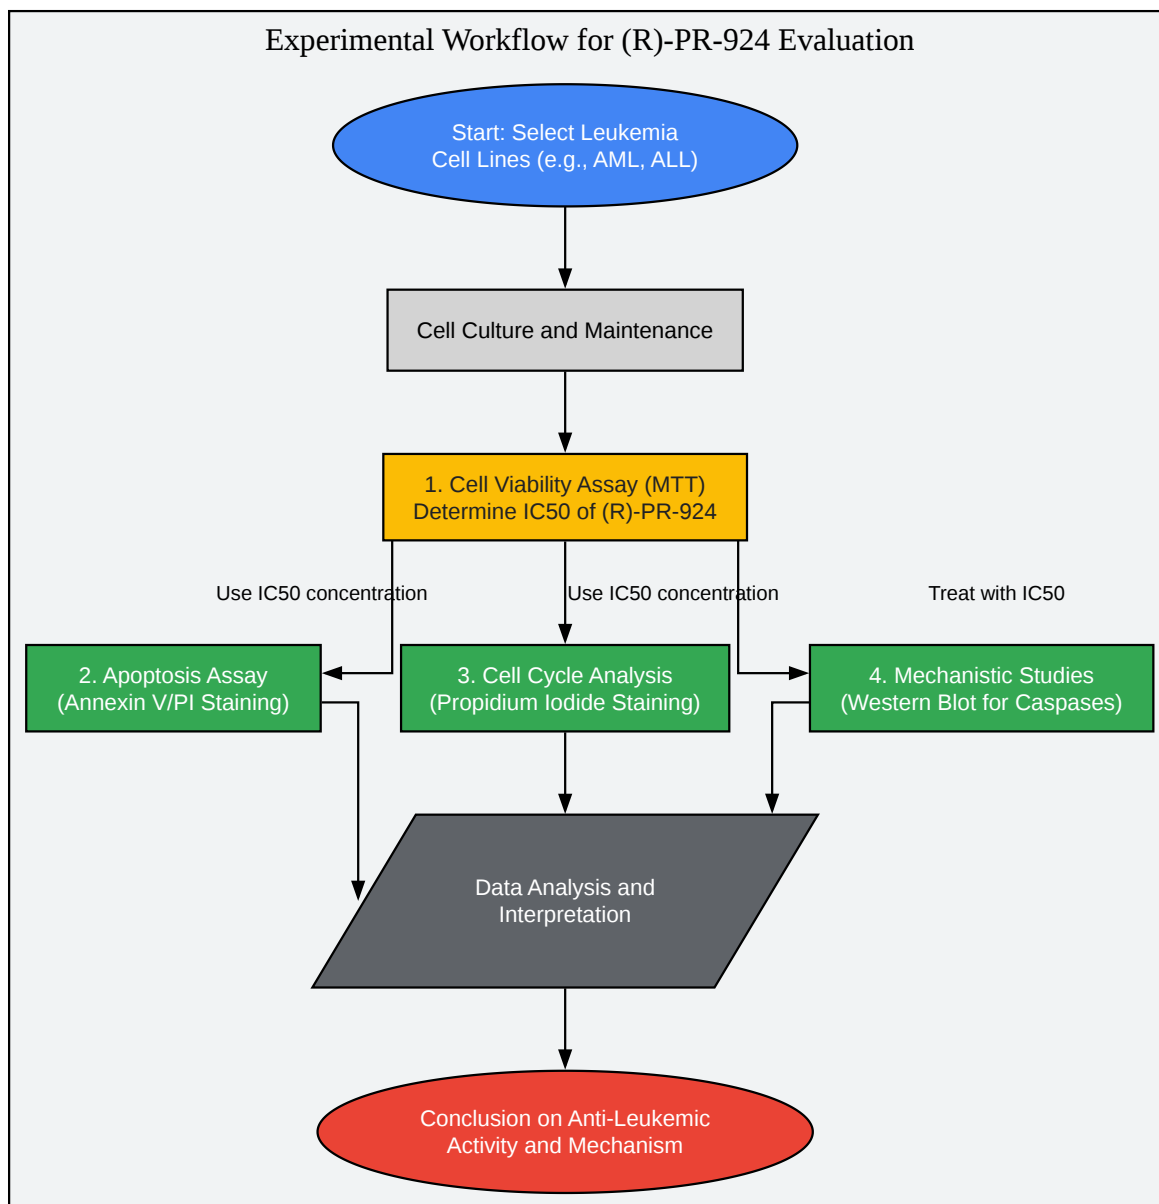 Experimental Workflow for (R)-PR-924 Evaluation
Start: Select Leukemia
Cell Lines (e.g., AML, ALL)
Cell Culture and Maintenance
1. Cell Viability Assay (MTT)
Determine IC50 of (R)-PR-924
Use IC50 concentration
Use IC50 concentration
Treat with IC50
2. Apoptosis Assay
(Annexin V/PI Staining)
3. Cell Cycle Analysis
(Propidium Iodide Staining)
4. Mechanistic Studies
(Western Blot for Caspases)
Data Analysis and
Interpretation
Conclusion on Anti-Leukemic
Activity and Mechanism